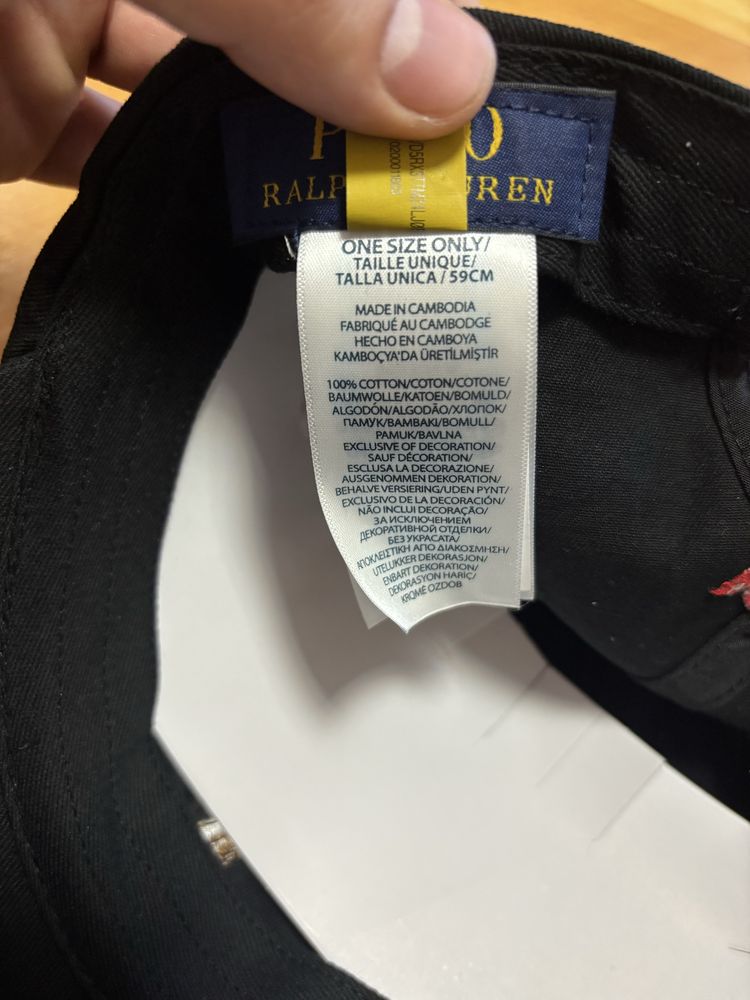 RALP UREN
ONE SIZE ONLY/
TAILLE UNIQUE/
TALLA UNICA / 59CM
MADE IN CAMBODIA
FABRIQUÉ AU CAMBODGE
HECHO EN CAMBOYA
KAMBOÇYA'DA ÜRETİLMİŞTİR
100% COTTON/COTON/COTONE/
BAUMWOLLE/KATOEN/BOMULD/
ALGODÓN/ALGODÃO/ХЛОПОК/
ΠΑΜΥΚ/BAMBAKI/BOMULL/
PAMUK/BAVLNA
EXCLUSIVE OF DECORATION/
SAUF DÉCORATION/
ESCLUSA LA DECORAZIONE/
AUSGENOMMEN DEKORATION/
BEHALVE VERSIERING/UDEN PYNT/
EXCLUSIVO DE LA DECORACIÓN/
NÃO INCLUI DECORAÇÃO/
ЗА ИСКЛЮЧЕНИЕМ
ДЕКОРАТИВНОЙ ОТДЕЛКИ/
БЕЗ УКРАСАТА/
ΑΠΟΚΛΕΙΣΤΙΚΗ ΑΠΟ ΔΙΑΚΟΣΜΗΣΗ/
UTELUKKER DEKORASJON/
ENBART DEKORATION/
DEKORASYON HARİÇ/
KROMĚ OZDOB